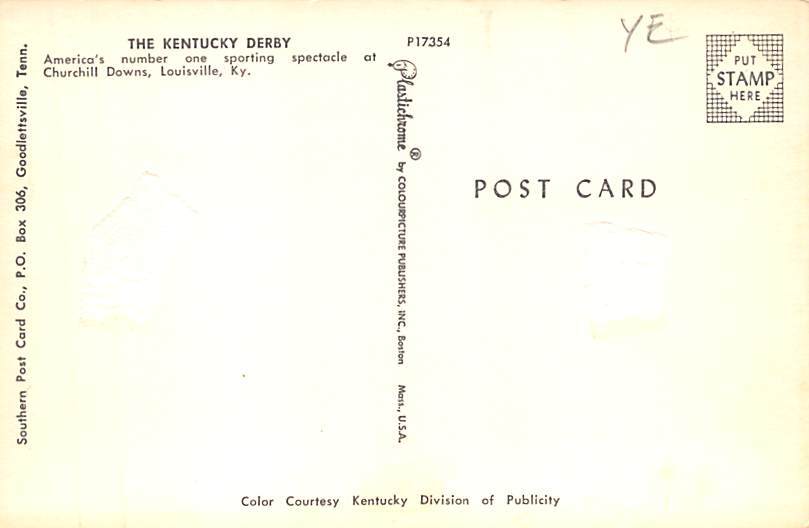 THE KENTUCKY DERBY
America's number one sporting spectacle at
Churchill Downs, Louisville, Ky.
P17354
YE
PUT
STAMP
HERE
POST CARD
Southern Post Card Co., P.O. Box 306, Goodlettsville, Tenn.
Plastichrome ® by COLOURPICTURE PUBLISHERS, INC., Boston Mass., U.S.A.
Color Courtesy Kentucky Division of Publicity